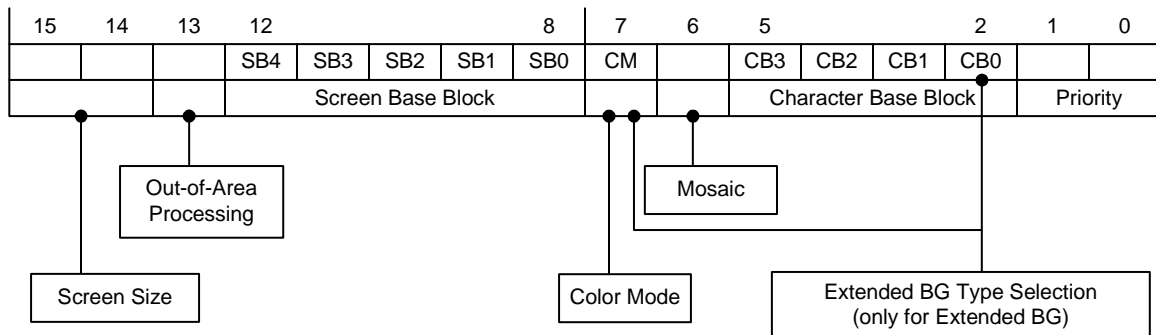 15 14 13 12 8 7 6 5 2 1 0
SB4 SB3 SB2 SB1 SB0 CM CB3 CB2 CB1 CB0
Screen Base Block Character Base Block Priority
Out-of-Area
Processing
Mosaic
Screen Size
Color Mode
Extended BG Type Selection
(only for Extended BG)